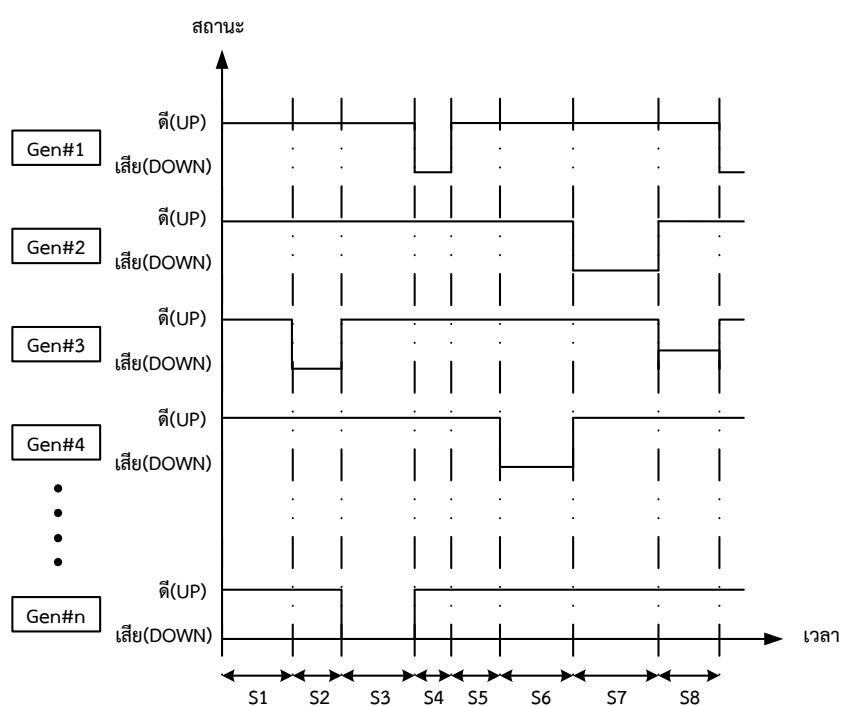 สถานะ
Gen#1
ดี(UP)
เสีย(DOWN)
Gen#2
ดี(UP)
เสีย(DOWN)
Gen#3
ดี(UP)
เสีย(DOWN)
Gen#4
ดี(UP)
เสีย(DOWN)
Gen#n
ดี(UP)
เสีย(DOWN)
เวลา
S1 S2 S3 S4 S5 S6 S7 S8